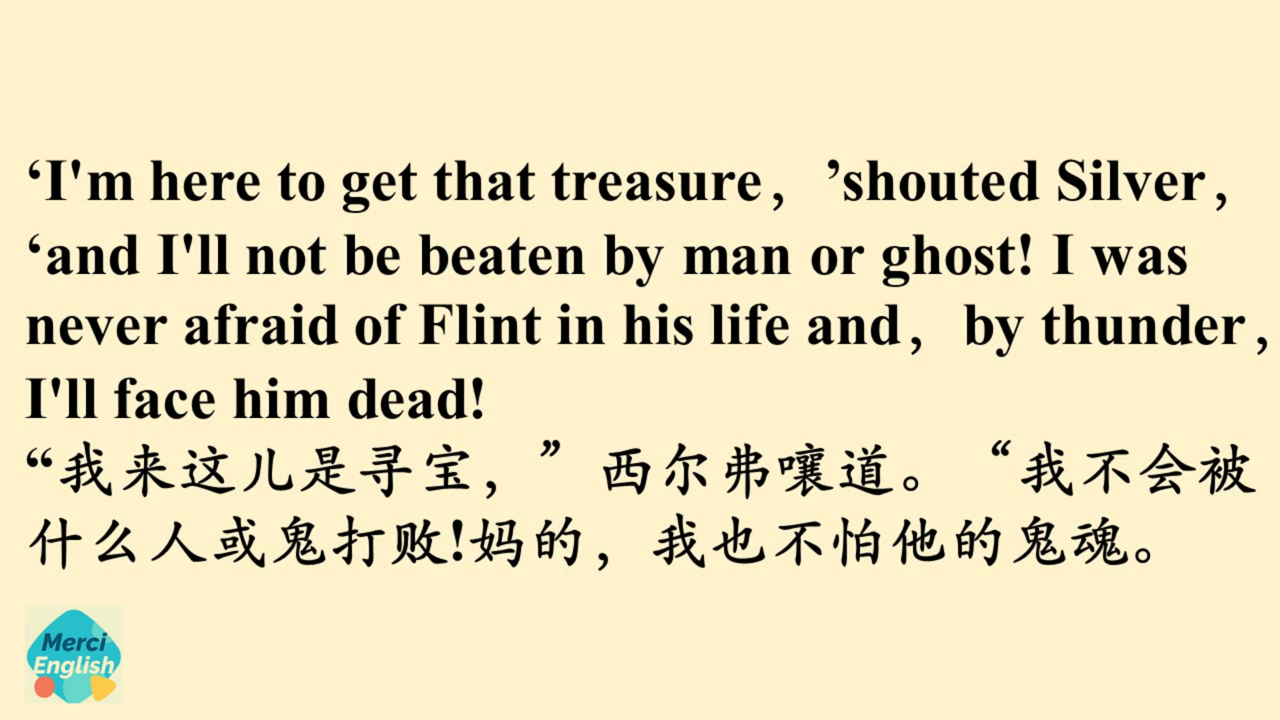 ‘I'm here to get that treasure，’shouted Silver，
‘and I'll not be beaten by man or ghost! I was
never afraid of Flint in his life and，by thunder，
I'll face him dead!
“我来这儿是寻宝，”西尔弗嚷道。“我不会被
什么人或鬼打败!妈的，我也不怕他的鬼魂。
Merci
English